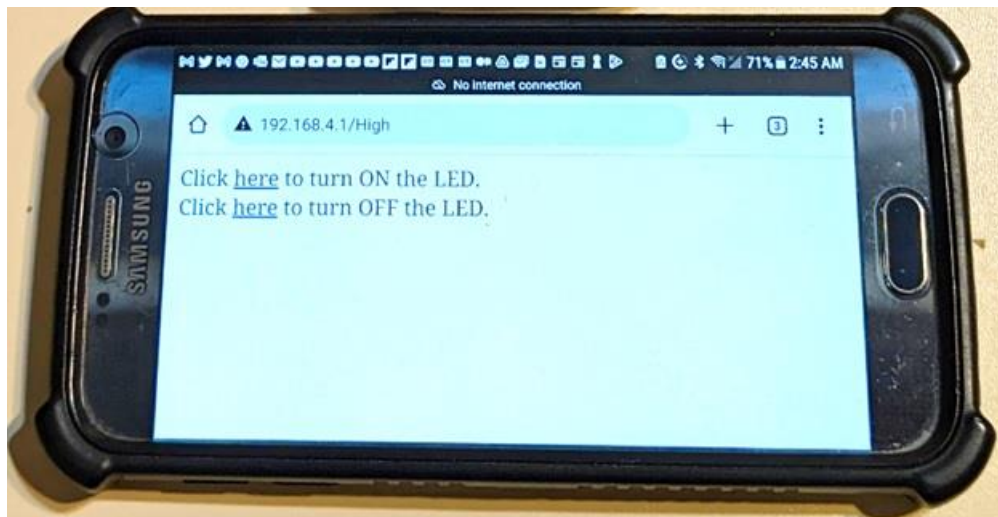 71% 2:45 AM
No internet connection
192.168.4.1/High
3
Click here to turn ON the LED.
Click here to turn OFF the LED.
SAMSUNG